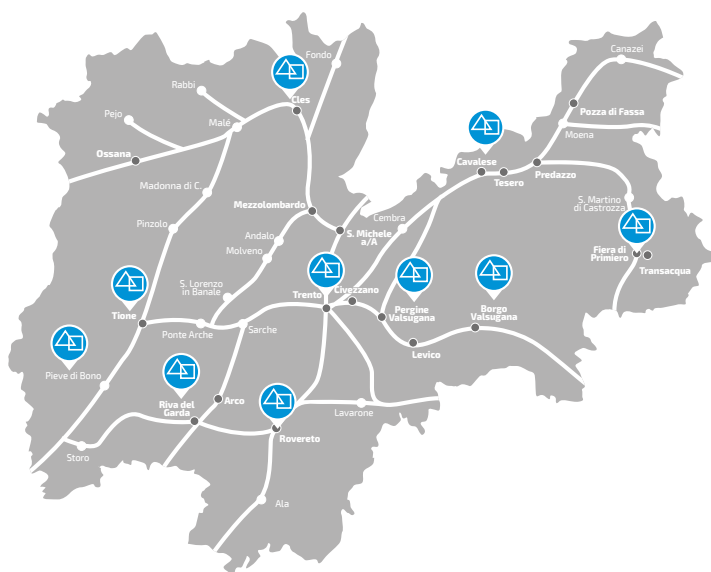 Canazei
Fondo
Rabbi
Cles
Pejo
Malé
Pozza di Fassa
Moena
Ossana
Cavalese
Predazzo
Tesero
Madonna di C.
Mezzolombardo
S. Martino
di Castrozza
Pinzolo
Cembra
Andalo
S. Michele
a/A
Molveno
Fiera di
Primiero
Transacqua
S. Lorenzo
in Banale
Trento
Civezzano
Pergine
Valsugana
Borgo
Valsugana
Tione
Ponte Arche
Sarche
Levico
Pieve di Bono
Riva del
Garda
Arco
Lavarone
Rovereto
Storo
Ala